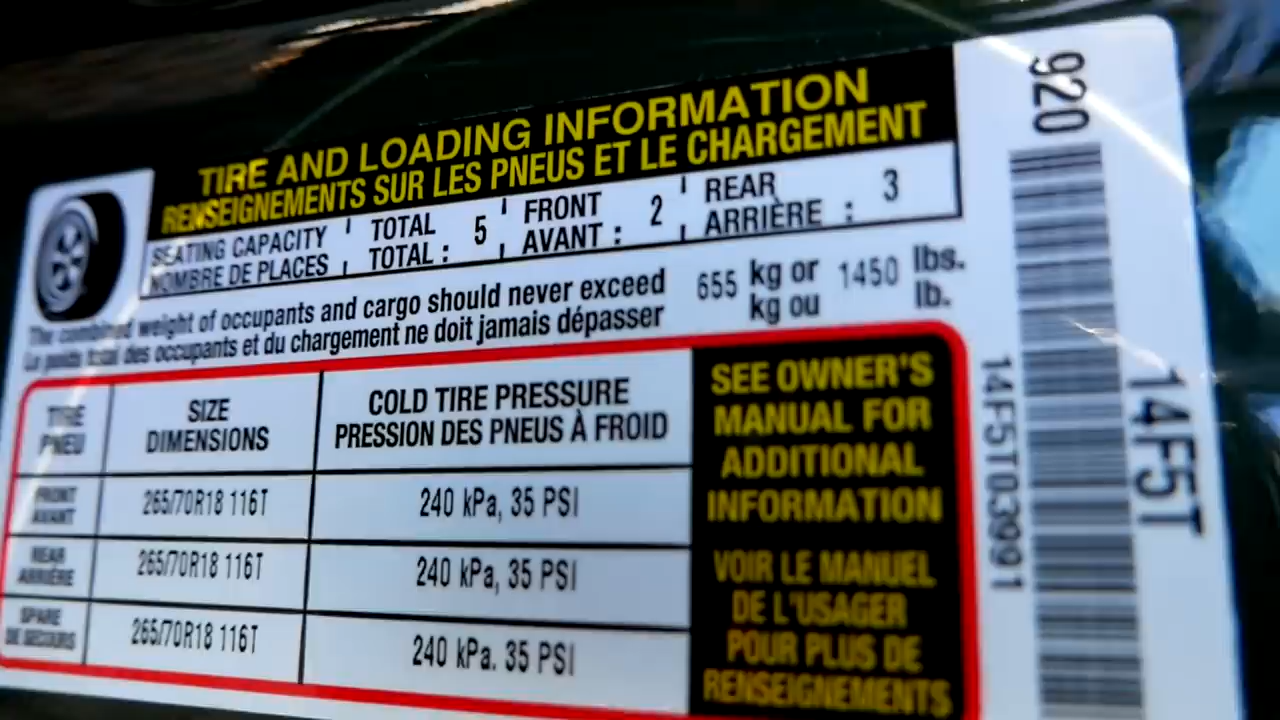 TIRE AND LOADING INFORMATION
RENSEIGNEMENTS SUR LES PNEUS ET LE CHARGEMENT
SEATING CAPACITY TOTAL FRONT REAR
NOMBRE DE PLACES TOTAL : 5 AVANT : 2 ARRIÈRE : 3
The combined weight of occupants and cargo should never exceed 655 kg or 1450 lbs.
Le poids total des occupants et du chargement ne doit jamais dépasser kg ou lb.
TIRE
PNEU
SIZE
DIMENSIONS
COLD TIRE PRESSURE
PRESSION DES PNEUS À FROID
FRONT
AVANT
265/70R18 116T
240 kPa, 35 PSI
REAR
ARRIÈRE
265/70R18 116T
240 kPa, 35 PSI
SPARE
DE SECOURS
265/70R18 116T
240 kPa. 35 PSI
SEE OWNER'S
MANUAL FOR
ADDITIONAL
INFORMATION
VOIR LE MANUEL
DE L'USAGER
POUR PLUS DE
RENSEIGNEMENTS
920
14F5T03991
14F5T